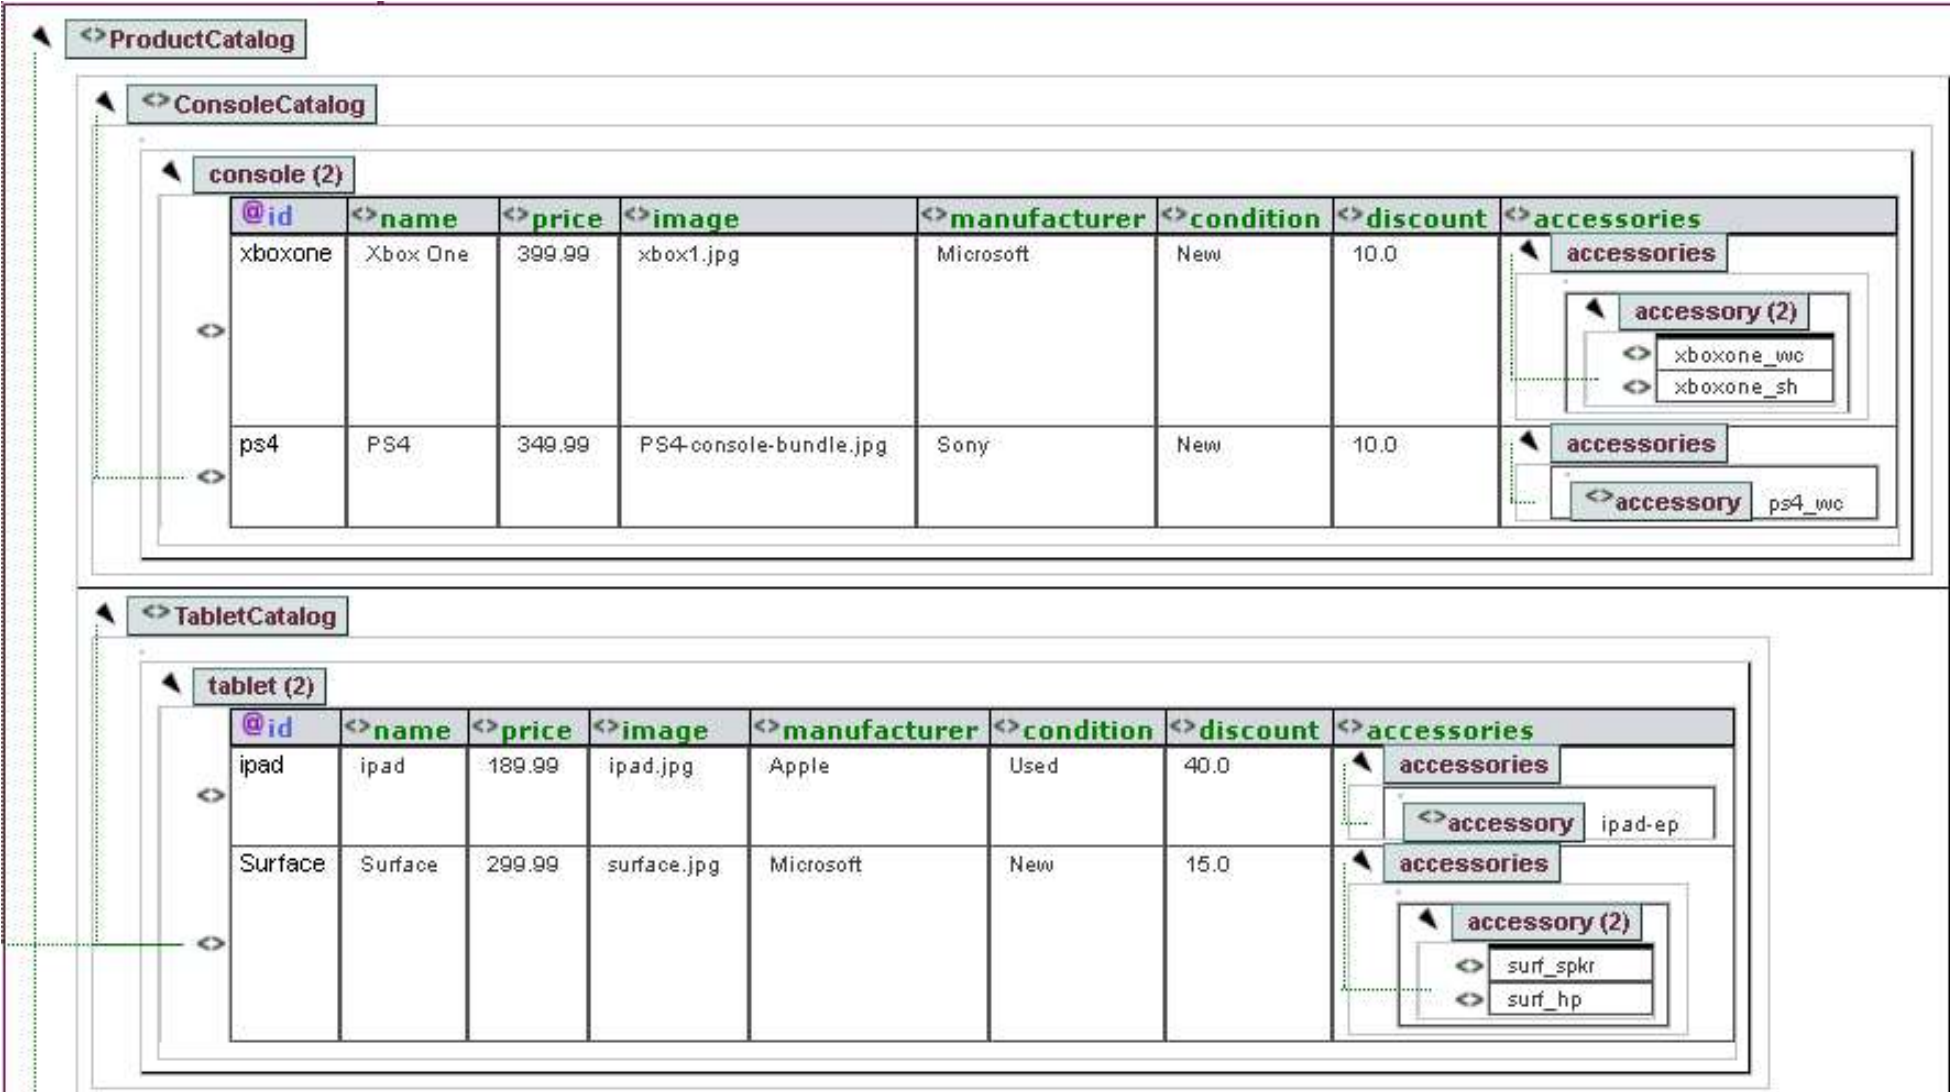 <>ProductCatalog
<>ConsoleCatalog
console (2)
@id <>name <>price <>image <>manufacturer <>condition <>discount <>accessories
xboxone Xbox One 399.99 xbox1.jpg Microsoft New 10.0 accessories
accessory (2)
<> xboxone_wc
<> xboxone_sh
ps4 PS4 349.99 PS4-console-bundle.jpg Sony New 10.0 accessories
<>accessory ps4_wc
<>TabletCatalog
tablet (2)
@id <>name <>price <>image <>manufacturer <>condition <>discount <>accessories
ipad ipad 189.99 ipad.jpg Apple Used 40.0 accessories
<>accessory ipad-ep
Surface Surface 299.99 surface.jpg Microsoft New 15.0 accessories
accessory (2)
<> surf_spkr
<> surf_hp